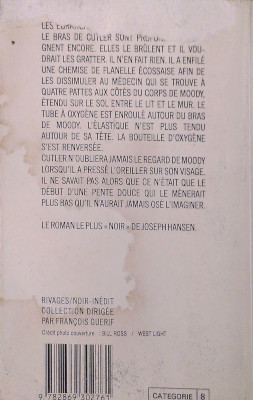 LES
LE BRAS DE CUTLER SONT
GNENT ENCORE. ELLES LE BRÛLENT ET IL VOU-
DRAIT LES GRATTER. IL N'EN FAIT RIEN. IL A ENFILÉ
UNE CHEMISE DE FLANELLE ÉCOSSAISE AFIN DE
LES DISSIMULER AU MÉDECIN QUI SE TROUVE À
QUATRE PATTES AUX CÔTÉS DU CORPS DE MOODY,
ÉTENDU SUR LE SOL ENTRE LE LIT ET LE MUR. LE
TUBE À OXYGÈNE EST ENROULÉ AUTOUR DU BRAS
DE MOODY. L'ÉLASTIQUE N'EST PLUS TENDU
AUTOUR DE SA TÊTE. LA BOUTEILLE D'OXYGÈNE
S'EST RENVERSÉE.
CUTLER N'OUBLIERA JAMAIS LE REGARD DE MOODY
LORSQU'IL A PRESSÉ L'OREILLER SUR SON VISAGE.
IL NE SAVAIT PAS ALORS QUE CE N'ÉTAIT QUE LE
DÉBUT D'UNE PENTE DOUCE QUI LE MÈNERAIT
PLUS BAS QU'IL N'AURAIT JAMAIS OSÉ L'IMAGINER.
LE ROMAN LE PLUS « NOIR » DE JOSEPH HANSEN.
RIVAGES/NOIR-INÉDIT
COLLECTION DIRIGÉE
PAR FRANÇOIS GUERIF
Crédit photo couverture : BILL ROSS / WEST LIGHT
9 782869 302761
CATEGORIE 8